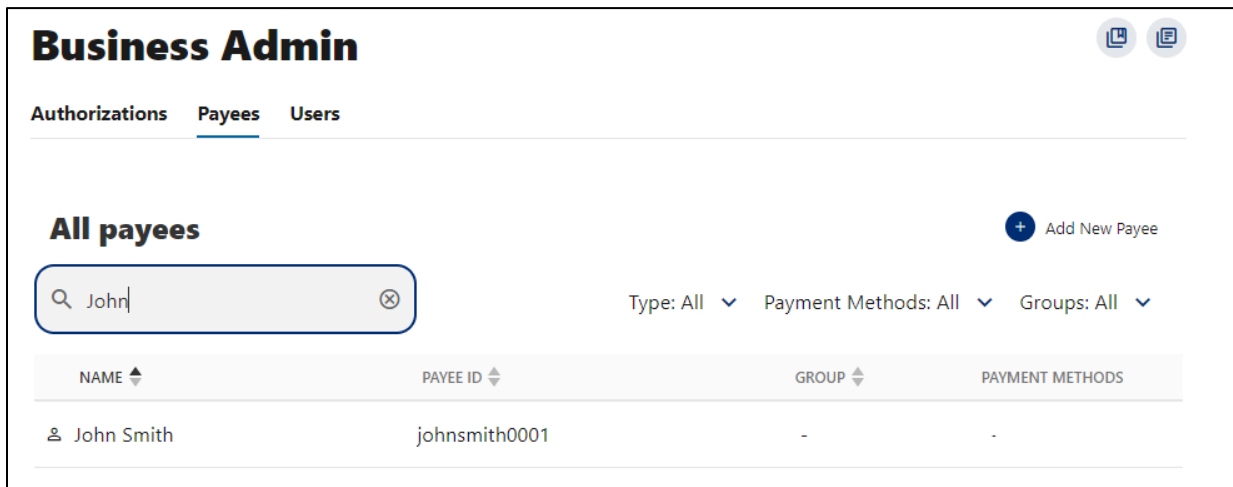 Business Admin
Authorizations Payees Users
All payees
Add New Payee
John
Type: All Payment Methods: All Groups: All
NAME PAYEE ID GROUP PAYMENT METHODS
John Smith johnsmith0001 - -